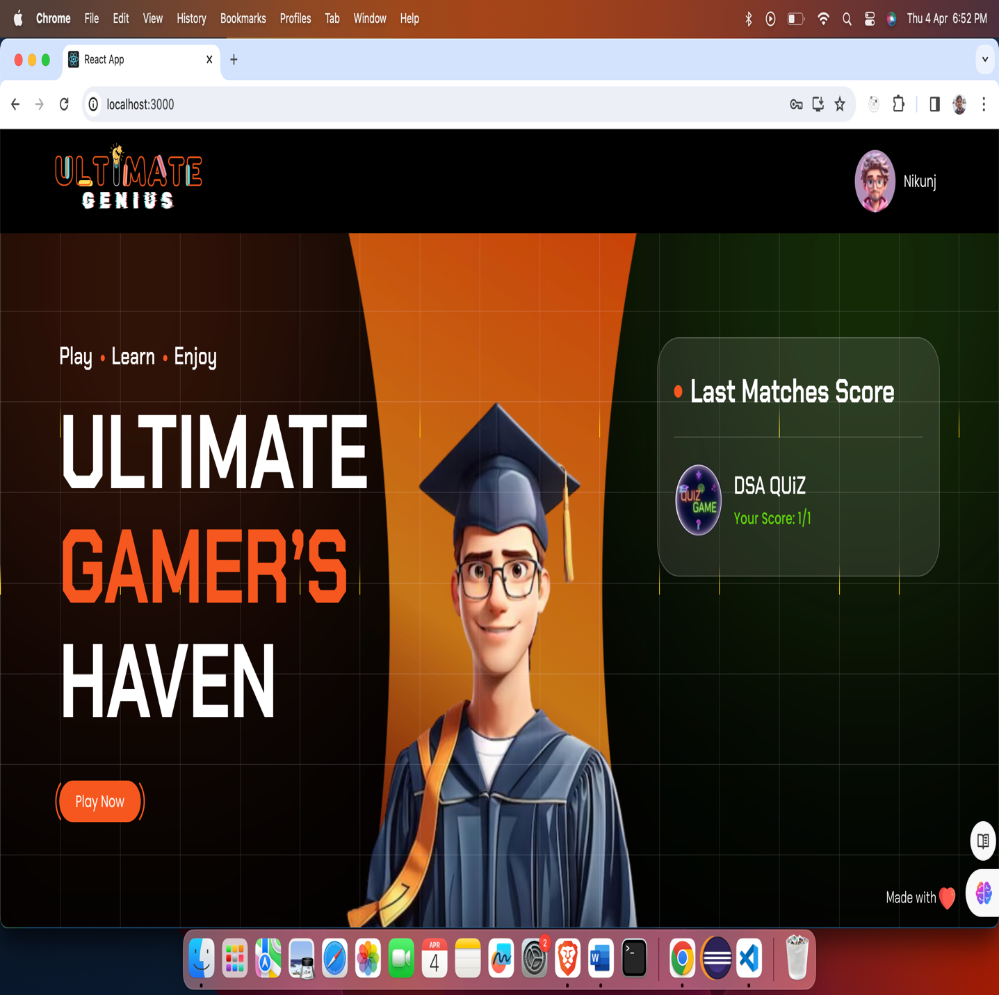 Chrome File Edit View History Bookmarks Profiles Tab Window Help Thu 4 Apr 6:52 PM
React App
localhost:3000
ULTIMATE
GENIUS
Nikunj
Play • Learn • Enjoy
ULTIMATE
GAMER'S
HAVEN
Play Now
Last Matches Score
QUIZ
GAME
DSA QUiZ
Your Score: 1/1
Made with
APR
4
2
W
>_